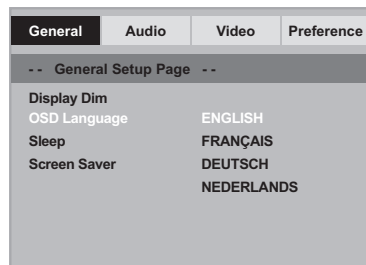 General Audio Video Preference
-- General Setup Page --
Display Dim
OSD Language ENGLISH
Sleep FRANÇAIS
Screen Saver DEUTSCH
NEDERLANDS